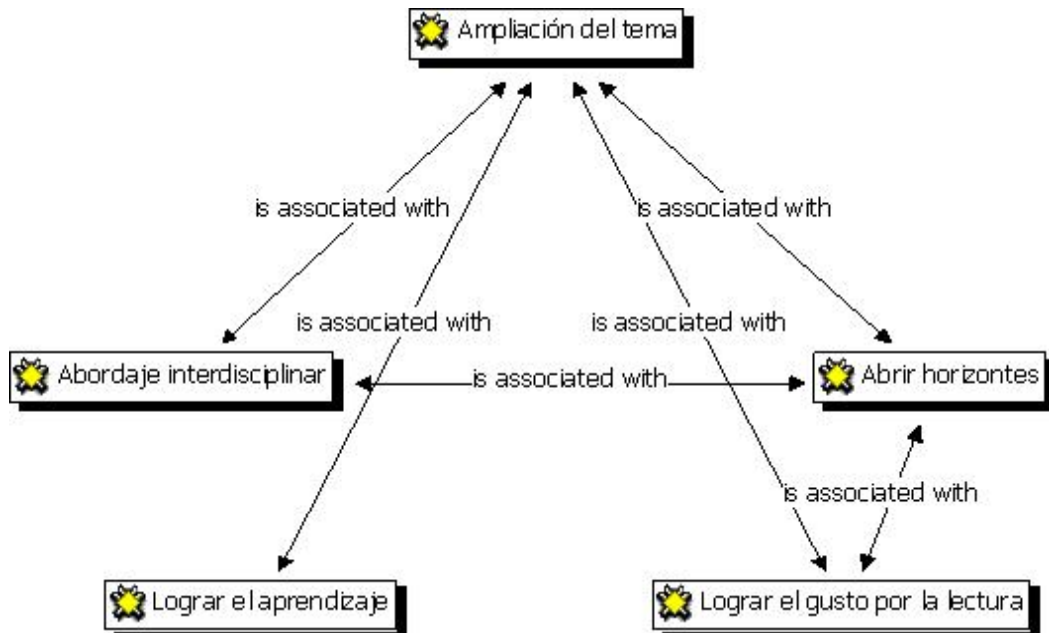 Ampliación del tema
is associated with
is associated with
is associated with
is associated with
Abordaje interdisciplinar
is associated with
Abrir horizontes
is associated with
Lograr el aprendizaje
Lograr el gusto por la lectura